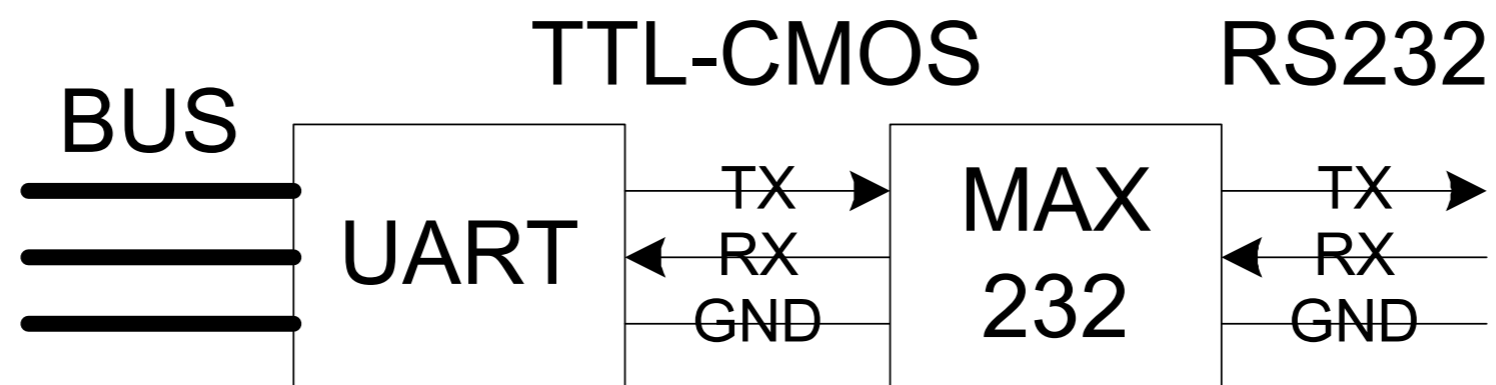 TTL-CMOS RS232
BUS
UART
TX
RX
GND
MAX
232
TX
RX
GND